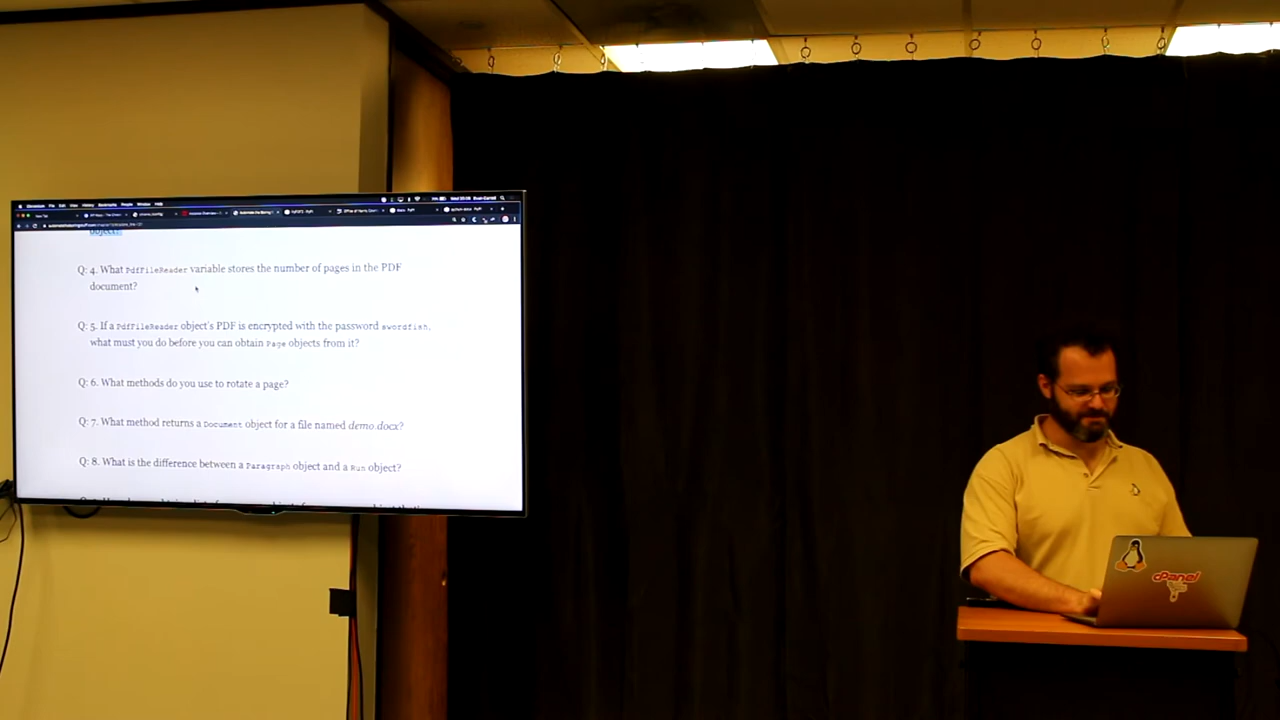 object?
Q: 4. What PdfFileReader variable stores the number of pages in the PDF
document?
Q: 5. If a PdfFileReader object's PDF is encrypted with the password swordfish,
what must you do before you can obtain Page objects from it?
Q: 6. What methods do you use to rotate a page?
Q: 7. What method returns a Document object for a file named demo.docx?
Q: 8. What is the difference between a Paragraph object and a Run object?
cPanel